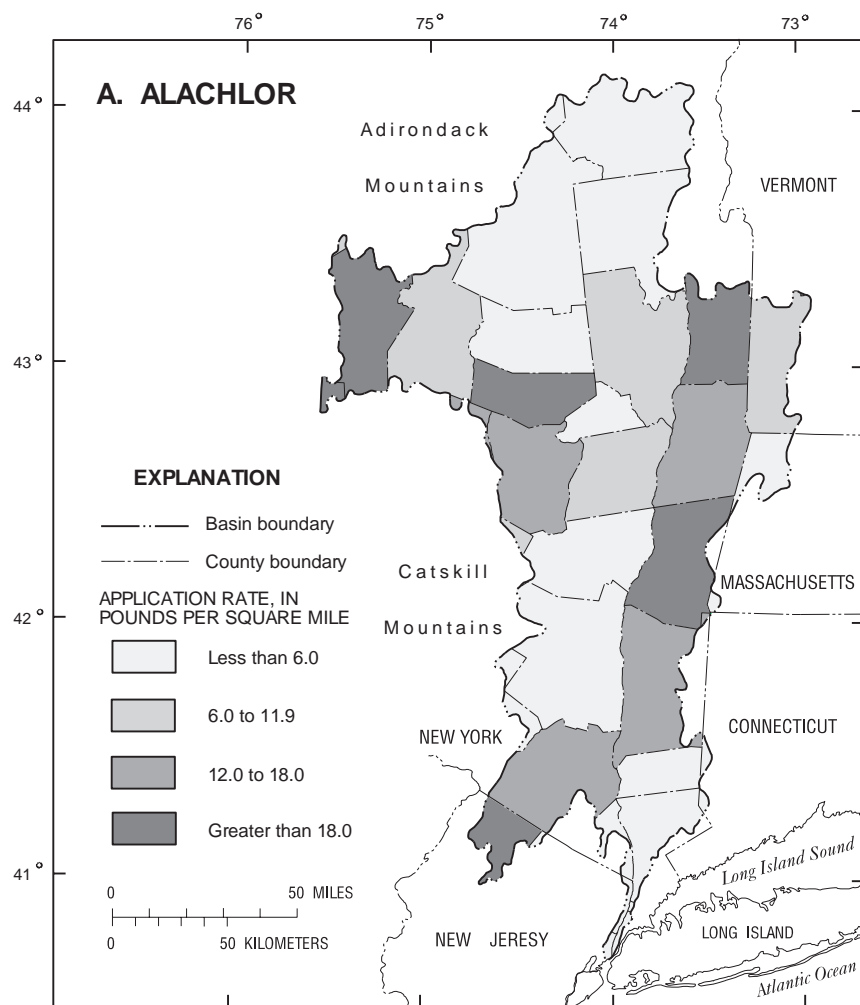 76°
75°
74°
73°
A. ALACHLOR
44°
Adirondack
Mountains
VERMONT
43°
EXPLANATION
Basin boundary
County boundary
Catskill
MASSACHUSETTS
APPLICATION RATE, IN
POUNDS PER SQUARE MILE
42°
Mountains
Less than 6.0
6.0 to 11.9
NEW YORK
CONNECTICUT
12.0 to 18.0
Greater than 18.0
41°
Long Island Sound
0 50 MILES
0 50 KILOMETERS
NEW JERESY
LONG ISLAND
Atlantic Ocean